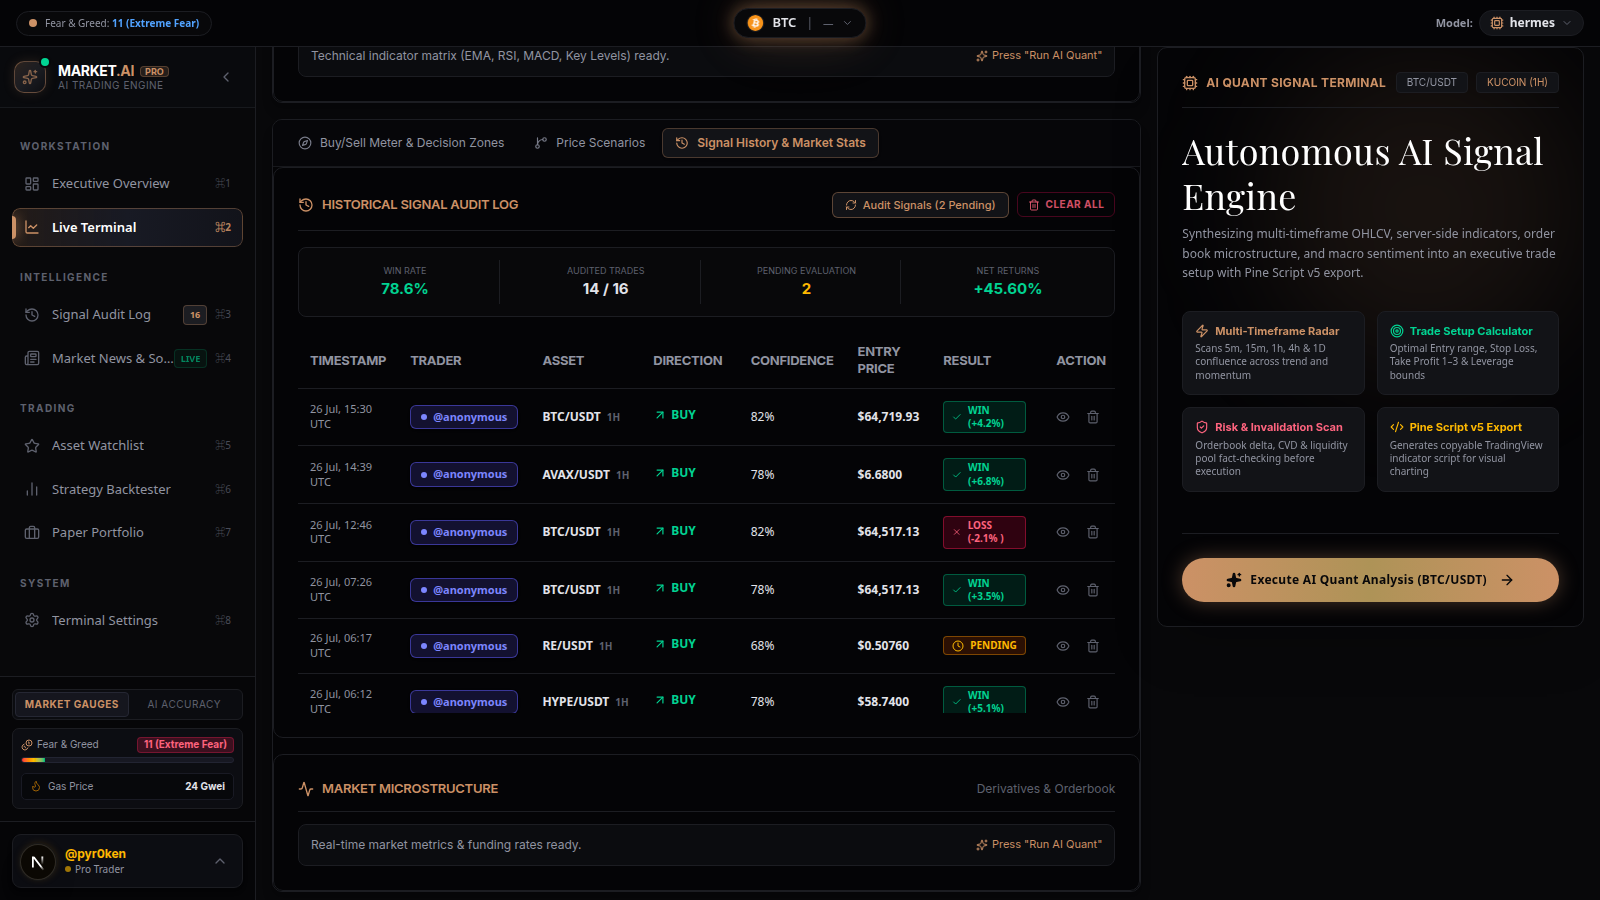 Fear & Greed: 11 (Extreme Fear)
BTC | —
Model: hermes
MARKET.AI PRO
AI TRADING ENGINE
WORKSTATION
Executive Overview ⌘1
Live Terminal ⌘2
INTELLIGENCE
Signal Audit Log 16 ⌘3
Market News & So... LIVE ⌘4
TRADING
Asset Watchlist ⌘5
Strategy Backtester ⌘6
Paper Portfolio ⌘7
SYSTEM
Terminal Settings ⌘8
MARKET GAUGES AI ACCURACY
Fear & Greed 11 (Extreme Fear)
Gas Price 24 Gwei
@pyr0ken
Pro Trader
Technical indicator matrix (EMA, RSI, MACD, Key Levels) ready. Press "Run AI Quant"
Buy/Sell Meter & Decision Zones Price Scenarios Signal History & Market Stats
HISTORICAL SIGNAL AUDIT LOG Audit Signals (2 Pending) CLEAR ALL
WIN RATE AUDITED TRADES PENDING EVALUATION NET RETURNS
78.6% 14 / 16 2 +45.60%
TIMESTAMP TRADER ASSET DIRECTION CONFIDENCE ENTRY PRICE RESULT ACTION
26 Jul, 15:30 UTC @anonymous BTC/USDT 1H BUY 82% $64,719.93 WIN (+4.2%)
26 Jul, 14:39 UTC @anonymous AVAX/USDT 1H BUY 78% $6.6800 WIN (+6.8%)
26 Jul, 12:46 UTC @anonymous BTC/USDT 1H BUY 82% $64,517.13 LOSS (-2.1% )
26 Jul, 07:26 UTC @anonymous BTC/USDT 1H BUY 78% $64,517.13 WIN (+3.5%)
26 Jul, 06:17 UTC @anonymous RE/USDT 1H BUY 68% $0.50760 PENDING
26 Jul, 06:12 UTC @anonymous HYPE/USDT 1H BUY 78% $58.7400 WIN (+5.1%)
MARKET MICROSTRUCTURE Derivatives & Orderbook
Real-time market metrics & funding rates ready. Press "Run AI Quant"
AI QUANT SIGNAL TERMINAL BTC/USDT KUCOIN (1H)
Autonomous AI Signal
Engine
Synthesizing multi-timeframe OHLCV, server-side indicators, order
book microstructure, and macro sentiment into an executive trade
setup with Pine Script v5 export.
Multi-Timeframe Radar
Scans 5m, 15m, 1h, 4h & 1D
confluence across trend and
momentum
Trade Setup Calculator
Optimal Entry range, Stop Loss,
Take Profit 1–3 & Leverage
bounds
Risk & Invalidation Scan
Orderbook delta, CVD & liquidity
pool fact-checking before
execution
Pine Script v5 Export
Generates copyable TradingView
indicator script for visual
charting
Execute AI Quant Analysis (BTC/USDT)